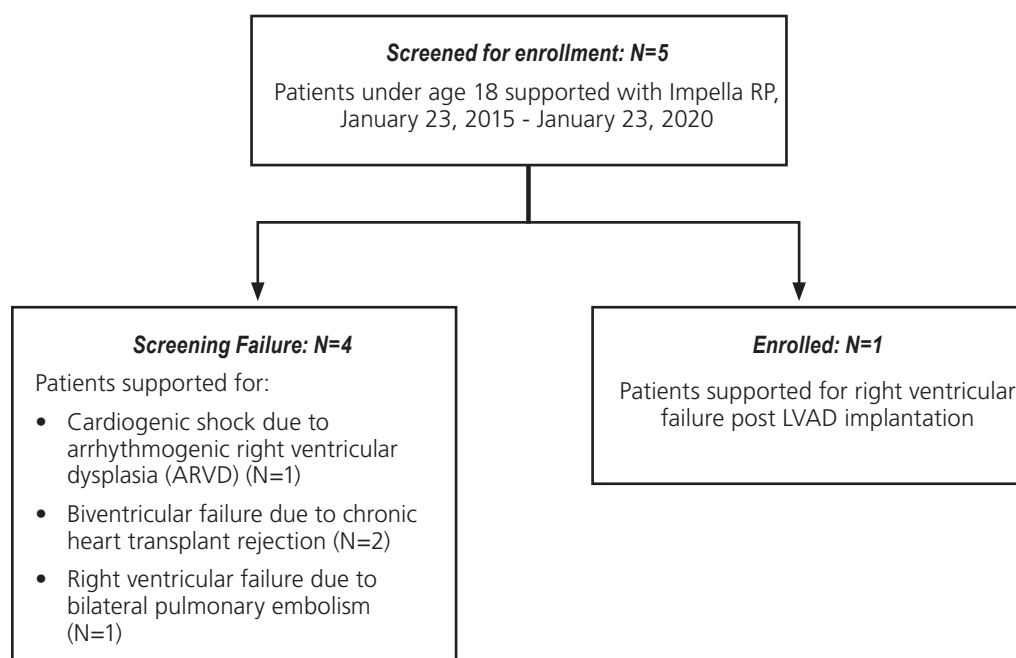 Screened for enrollment: N=5
Patients under age 18 supported with Impella RP,
January 23, 2015 - January 23, 2020
Screening Failure: N=4
Patients supported for:
• Cardiogenic shock due to
arrhythmogenic right ventricular
dysplasia (ARVD) (N=1)
• Biventricular failure due to chronic
heart transplant rejection (N=2)
• Right ventricular failure due to
bilateral pulmonary embolism
(N=1)
Enrolled: N=1
Patients supported for right ventricular
failure post LVAD implantation